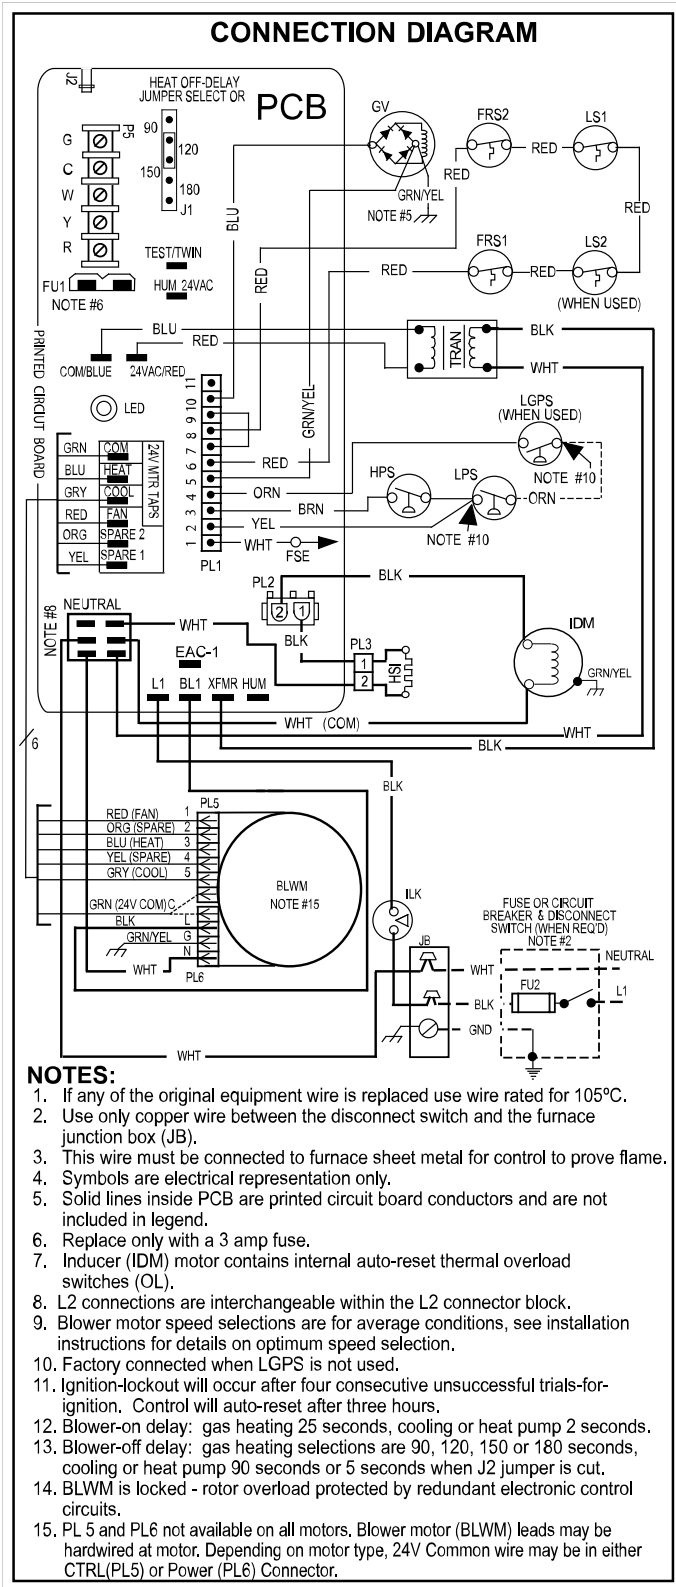 CONNECTION DIAGRAM
J2
HEAT OFF-DELAY
JUMPER SELECT OR
PCB
GV
FRS2
LS1
P5
90
120
150
180
J1
G
C
W
Y
R
BLU
RED
RED
RED
GRN/YEL
NOTE #5
RED
FU1
NOTE #6
TEST/TWIN
HUM 24VAC
RED
FRS1
LS2
RED
(WHEN USED)
PRINTED CIRCIUT BOARD
BLU
RED
COM/BLUE
24VAC/RED
TRAN
BLK
WHT
LED
11
10
9
8
7
6
5
4
3
2
1
PL1
GRN/YEL
LGPS
(WHEN USED)
NOTE #10
GRN
COM
BLU
HEAT
GRY
COOL
RED
FAN
ORG
SPARE 2
YEL
SPARE 1
24V MTR TAPS
RED
ORN
BRN
YEL
WHT
FSE
HPS
LPS
ORN
NOTE #10
NOTE #8
NEUTRAL
WHT
PL2
2
1
BLK
BLK
PL3
1
2
HSI
IDM
GRN/YEL
EAC-1
L1
BL1
XFMR
HUM
WHT (COM)
WHT
BLK
6
BLK
PL5
RED (FAN) 1
ORG (SPARE) 2
BLU (HEAT) 3
YEL (SPARE) 4
GRY (COOL) 5
GRN (24V COM) C
BLK L
GRN/YEL G
WHT N
PL6
BLWM
NOTE #15
ILK
JB
FUSE OR CIRCUIT
BREAKER & DISCONNECT
SWITCH (WHEN REQ'D)
NOTE #2
NEUTRAL
WHT
BLK
FU2
L1
GND
WHT
NOTES:
1. If any of the original equipment wire is replaced use wire rated for 105ºC.
2. Use only copper wire between the disconnect switch and the furnace
junction box (JB).
3. This wire must be connected to furnace sheet metal for control to prove flame.
4. Symbols are electrical representation only.
5. Solid lines inside PCB are printed circuit board conductors and are not
included in legend.
6. Replace only with a 3 amp fuse.
7. Inducer (IDM) motor contains internal auto-reset thermal overload
switches (OL).
8. L2 connections are interchangeable within the L2 connector block.
9. Blower motor speed selections are for average conditions, see installation
instructions for details on optimum speed selection.
10. Factory connected when LGPS is not used.
11. Ignition-lockout will occur after four consecutive unsuccessful trials-for-
ignition. Control will auto-reset after three hours.
12. Blower-on delay: gas heating 25 seconds, cooling or heat pump 2 seconds.
13. Blower-off delay: gas heating selections are 90, 120, 150 or 180 seconds,
cooling or heat pump 90 seconds or 5 seconds when J2 jumper is cut.
14. BLWM is locked - rotor overload protected by redundant electronic control
circuits.
15. PL 5 and PL6 not available on all motors. Blower motor (BLWM) leads may be
hardwired at motor. Depending on motor type, 24V Common wire may be in either
CTRL(PL5) or Power (PL6) Connector.